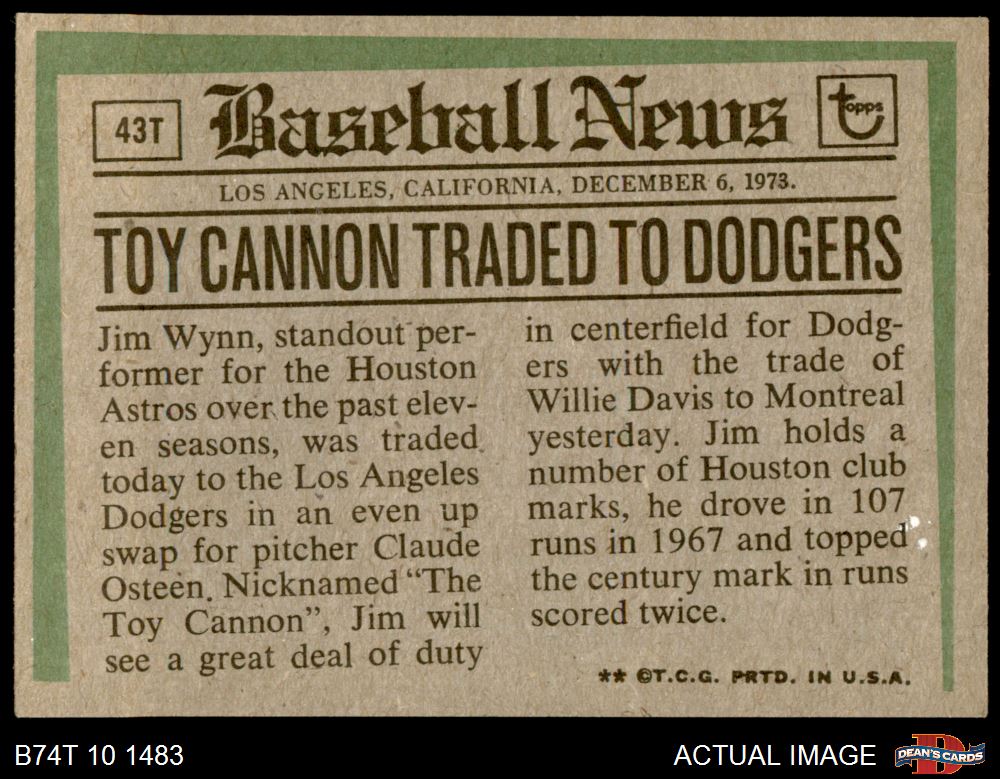 43T
Baseball News
Topps
LOS ANGELES, CALIFORNIA, DECEMBER 6, 1973.
TOY CANNON TRADED TO DODGERS
Jim Wynn, standout per-
former for the Houston
Astros over the past elev-
en seasons, was traded
today to the Los Angeles
Dodgers in an even up
swap for pitcher Claude
Osteen. Nicknamed "The
Toy Cannon", Jim will
see a great deal of duty
in centerfield for Dodg-
ers with the trade of
Willie Davis to Montreal
yesterday. Jim holds a
number of Houston club
marks, he drove in 107
runs in 1967 and topped
the century mark in runs
scored twice.
** ©T.C.G. PRTD. IN U.S.A.
B74T 10 1483
ACTUAL IMAGE
DEAN'S CARDS